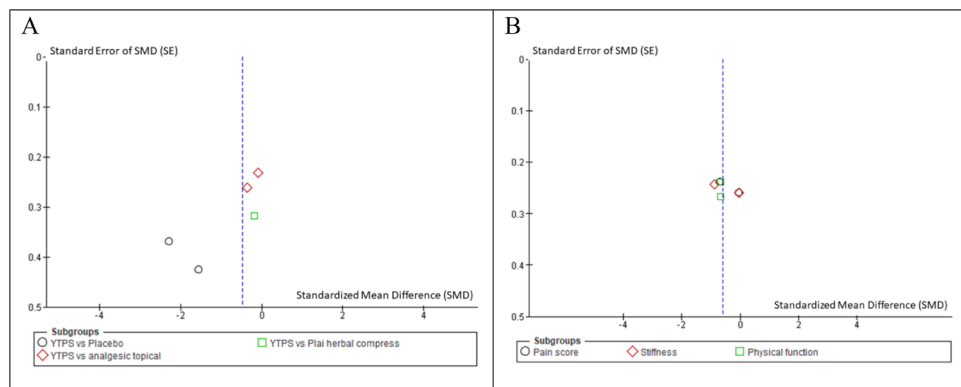 A
Standard Error of SMD (SE)
0
0.1
0.2
0.3
0.4
0.5
Standardized Mean Difference (SMD)
-4 -2 0 2 4
Subgroups
YTPS vs Placebo YTPS vs Plai herbal compress
YTPS vs analgesic topical
B
Standard Error of SMD (SE)
0
0.1
0.2
0.3
0.4
0.5
Standardized Mean Difference (SMD)
-4 -2 0 2 4
Subgroups
Pain score Stiffness Physical function